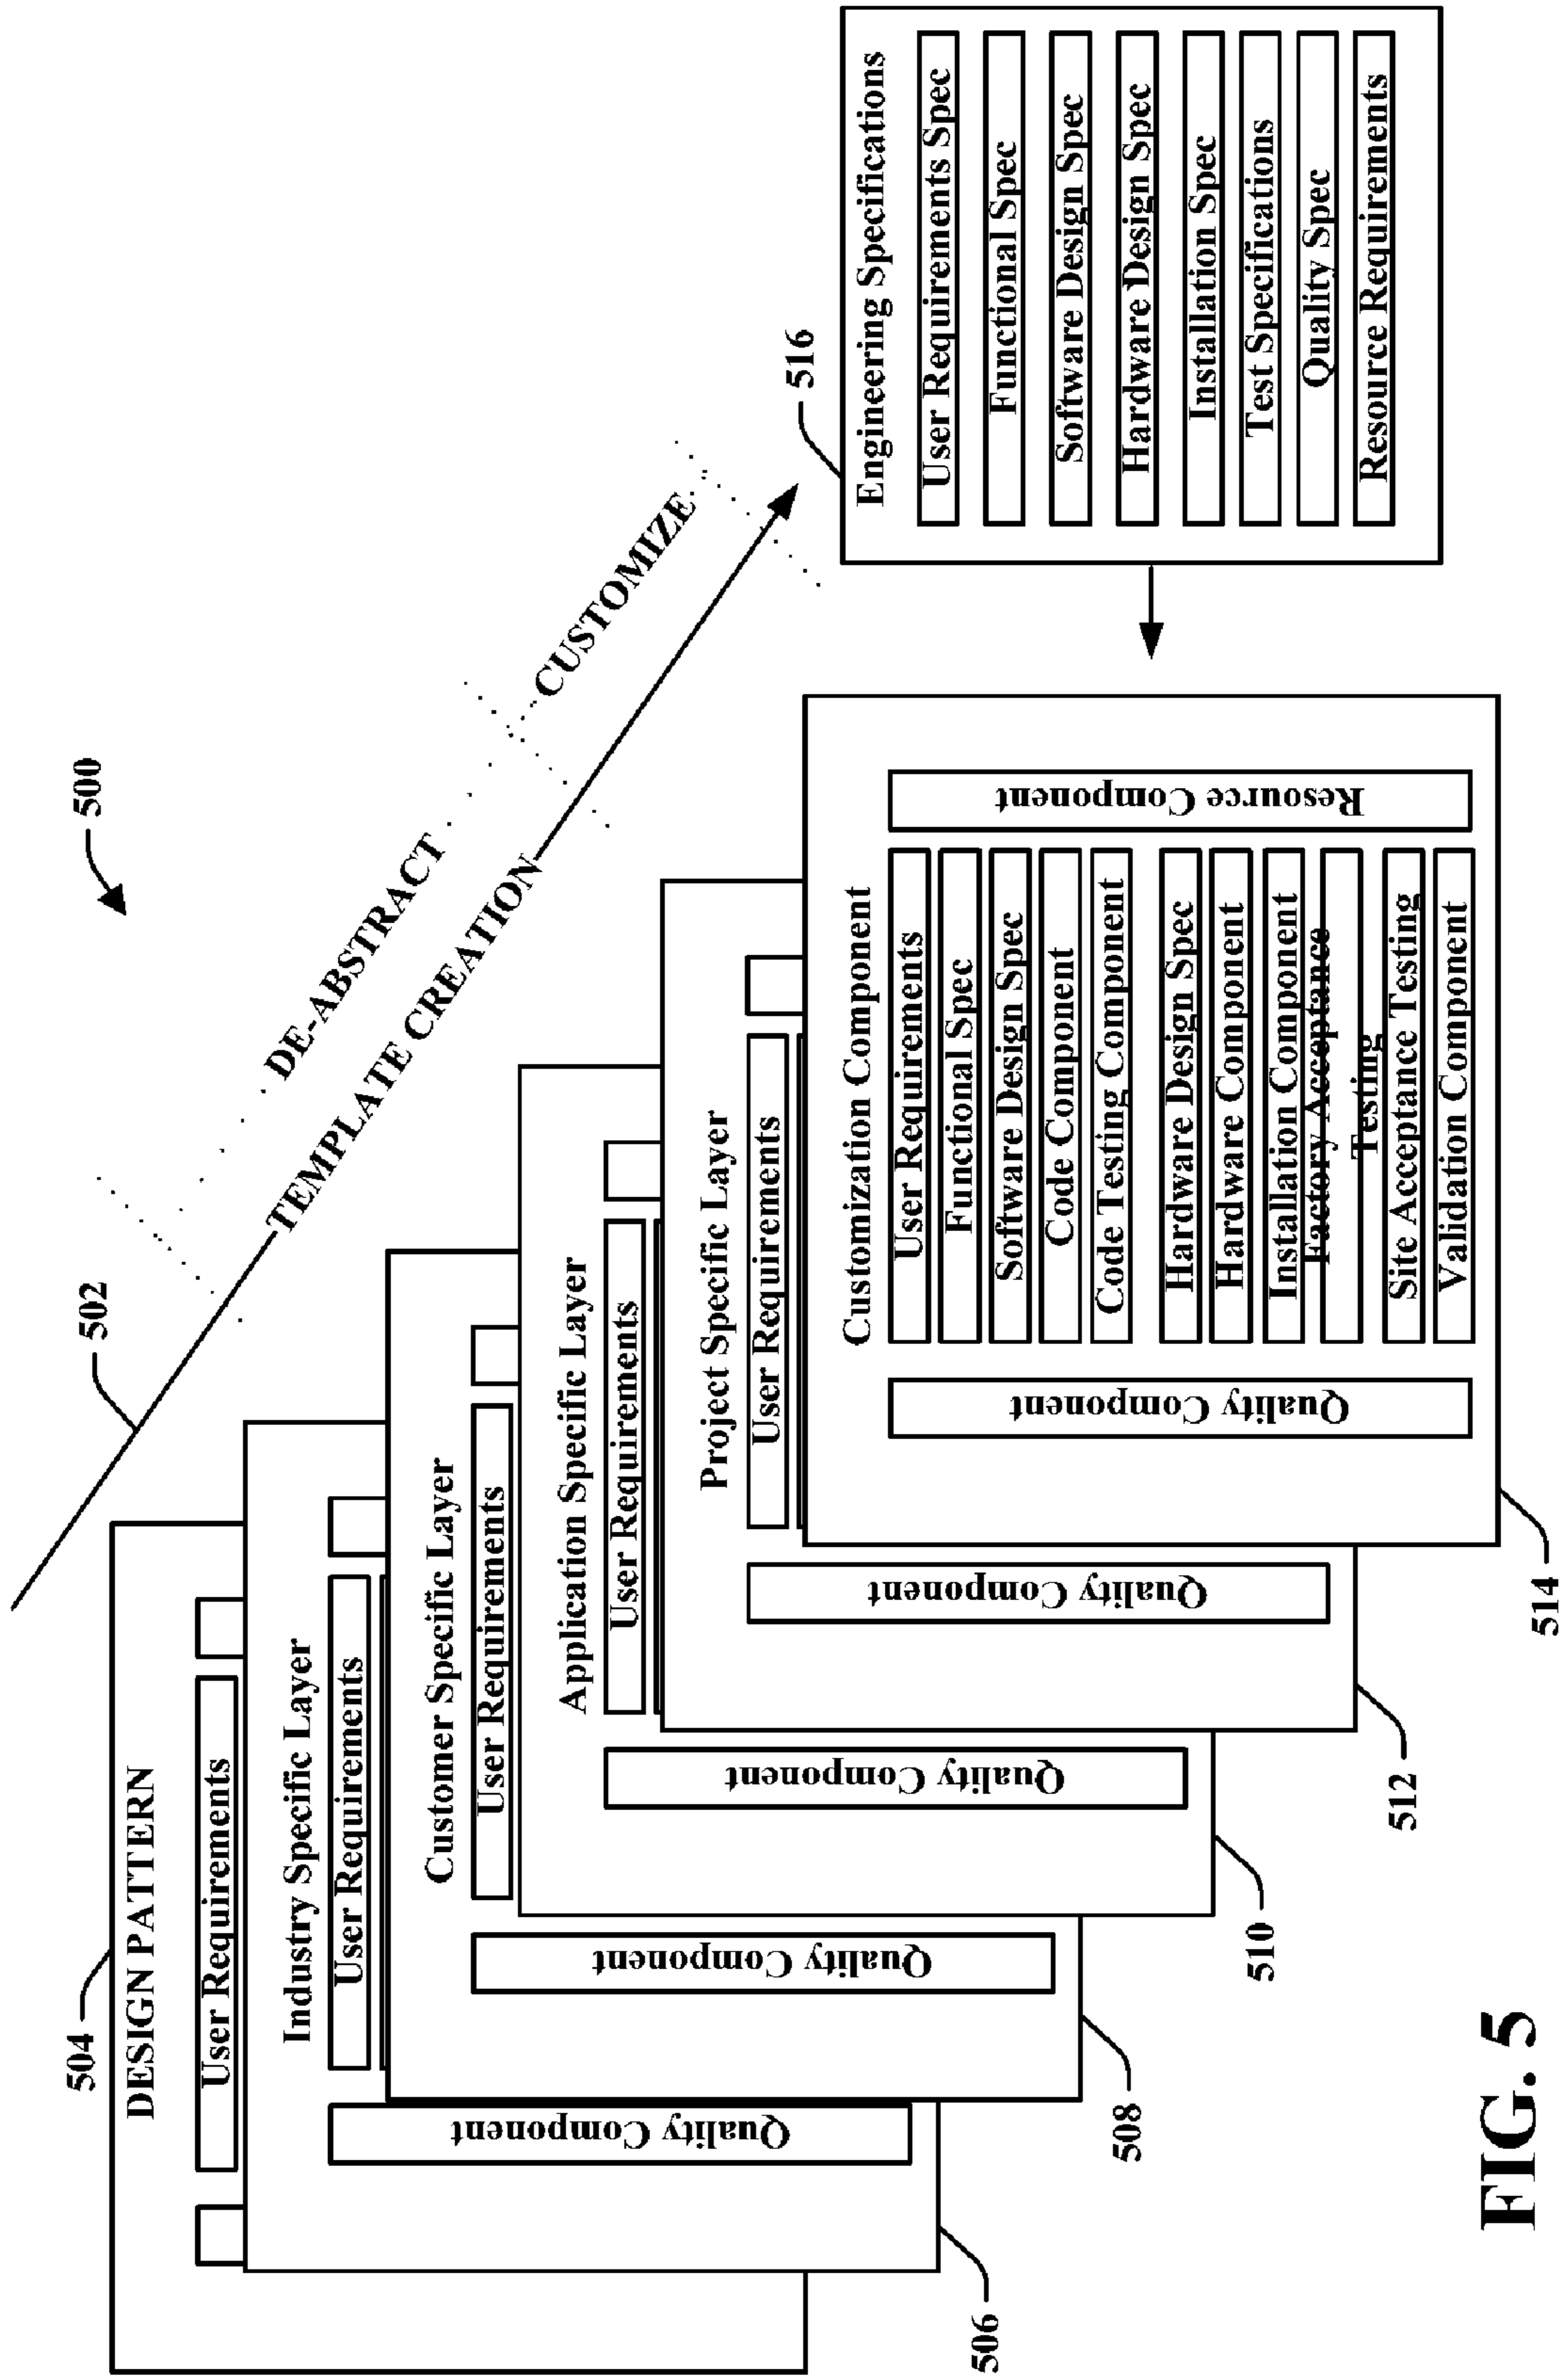 500
502
TEMPLATE CREATION
DE-ABSTRACT
CUSTOMIZE
504
DESIGN PATTERN
User Requirements
Industry Specific Layer
User Requirements
Quality Component
506
Customer Specific Layer
User Requirements
Quality Component
508
Application Specific Layer
User Requirements
Quality Component
510
Project Specific Layer
User Requirements
Quality Component
512
Customization Component
Quality Component
User Requirements
Functional Spec
Software Design Spec
Code Component
Code Testing Component
Hardware Design Spec
Hardware Component
Installation Component
Factory Acceptance
Testing
Site Acceptance Testing
Validation Component
Resource Component
514
516
Engineering Specifications
User Requirements Spec
Functional Spec
Software Design Spec
Hardware Design Spec
Installation Spec
Test Specifications
Quality Spec
Resource Requirements
FIG. 5